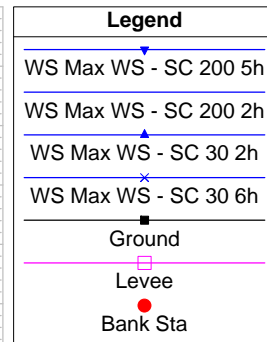 Legend
WS Max WS - SC 200 5h
WS Max WS - SC 200 2h
WS Max WS - SC 30 2h
WS Max WS - SC 30 6h
Ground
Levee
Bank Sta